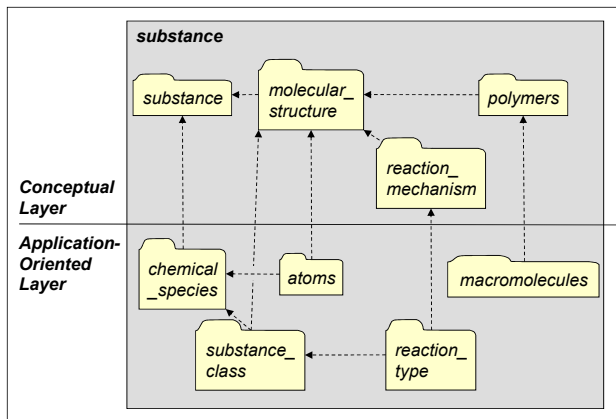 substance
substance
molecular_
structure
polymers
reaction_
mechanism
Conceptual
Layer
Application-
Oriented
Layer
chemical
_species
atoms
macromolecules
substance_
class
reaction_
type